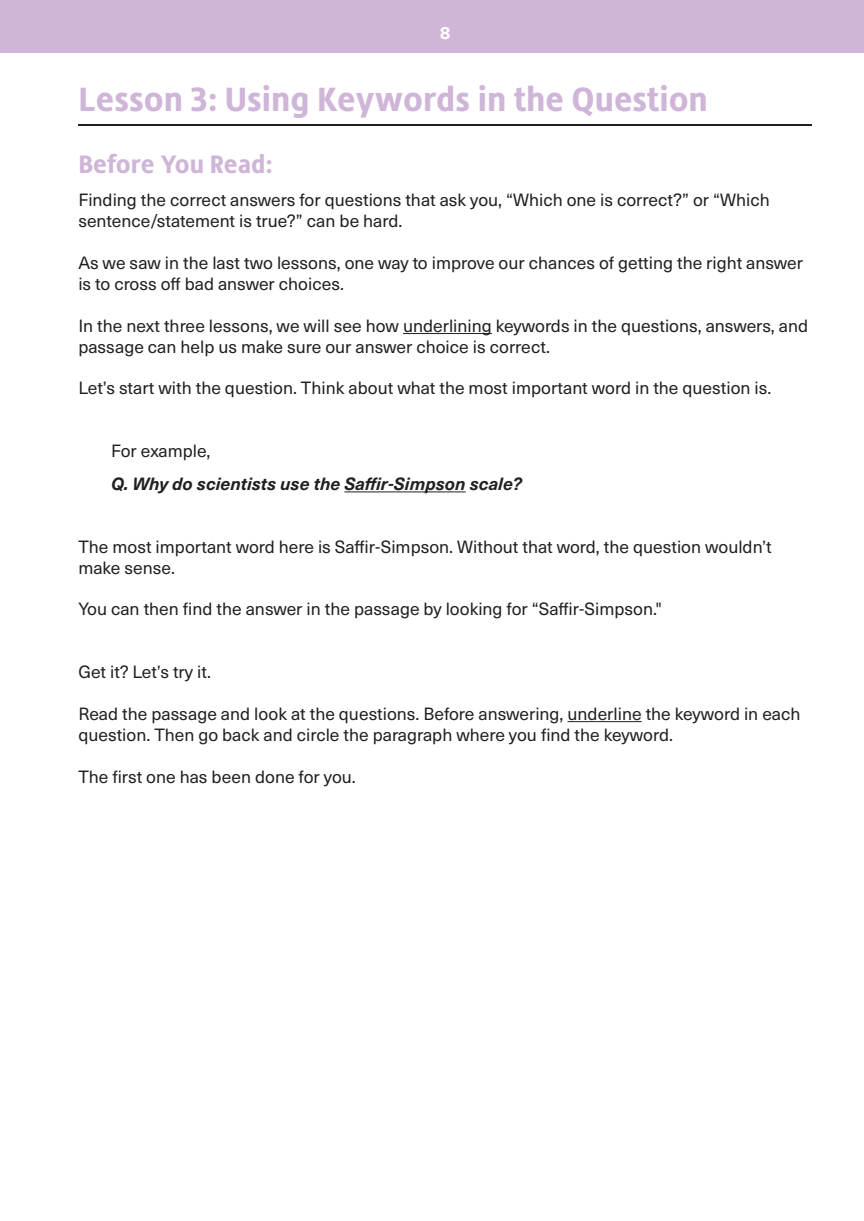 8
Lesson 3: Using Keywords in the Question
Before You Read:
Finding the correct answers for questions that ask you, “Which one is correct?” or “Which
sentence/statement is true?” can be hard.
As we saw in the last two lessons, one way to improve our chances of getting the right answer
is to cross off bad answer choices.
In the next three lessons, we will see how underlining keywords in the questions, answers, and
passage can help us make sure our answer choice is correct.
Let’s start with the question. Think about what the most important word in the question is.
For example,
Q. Why do scientists use the Saffir-Simpson scale?
The most important word here is Saffir-Simpson. Without that word, the question wouldn’t
make sense.
You can then find the answer in the passage by looking for “Saffir-Simpson."
Get it? Let’s try it.
Read the passage and look at the questions. Before answering, underline the keyword in each
question. Then go back and circle the paragraph where you find the keyword.
The first one has been done for you.